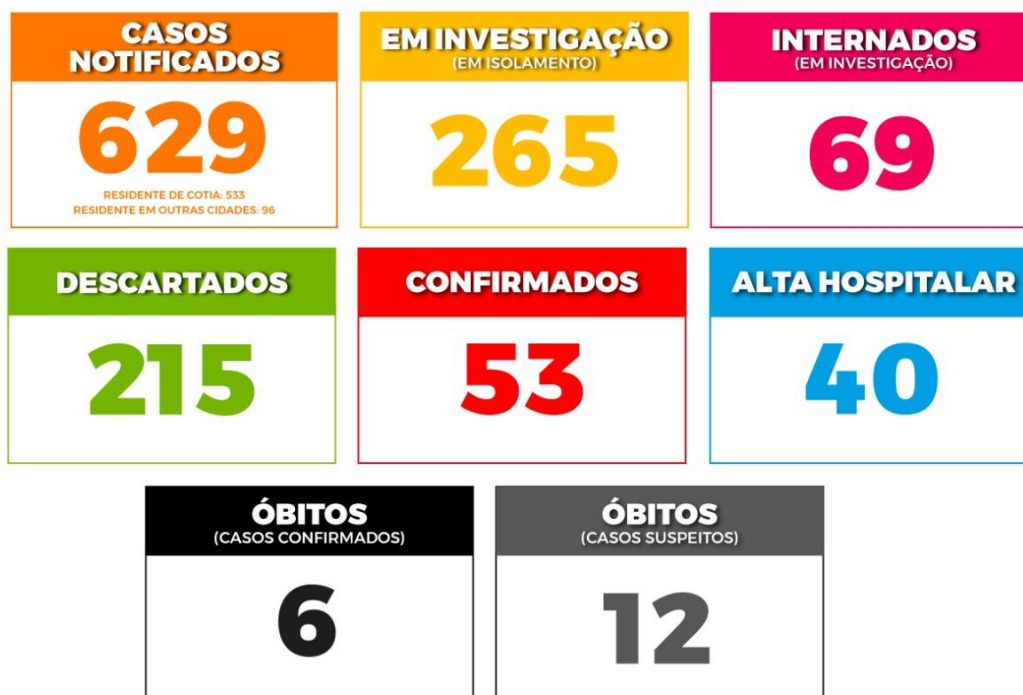 CASOS
NOTIFICADOS
629
RESIDENTE DE COTIA: 533
RESIDENTE EM OUTRAS CIDADES: 96
EM INVESTIGAÇÃO
(EM ISOLAMENTO)
265
INTERNADOS
(EM INVESTIGAÇÃO)
69
DESCARTADOS
215
CONFIRMADOS
53
ALTA HOSPITALAR
40
ÓBITOS
(CASOS CONFIRMADOS)
6
ÓBITOS
(CASOS SUSPEITOS)
12